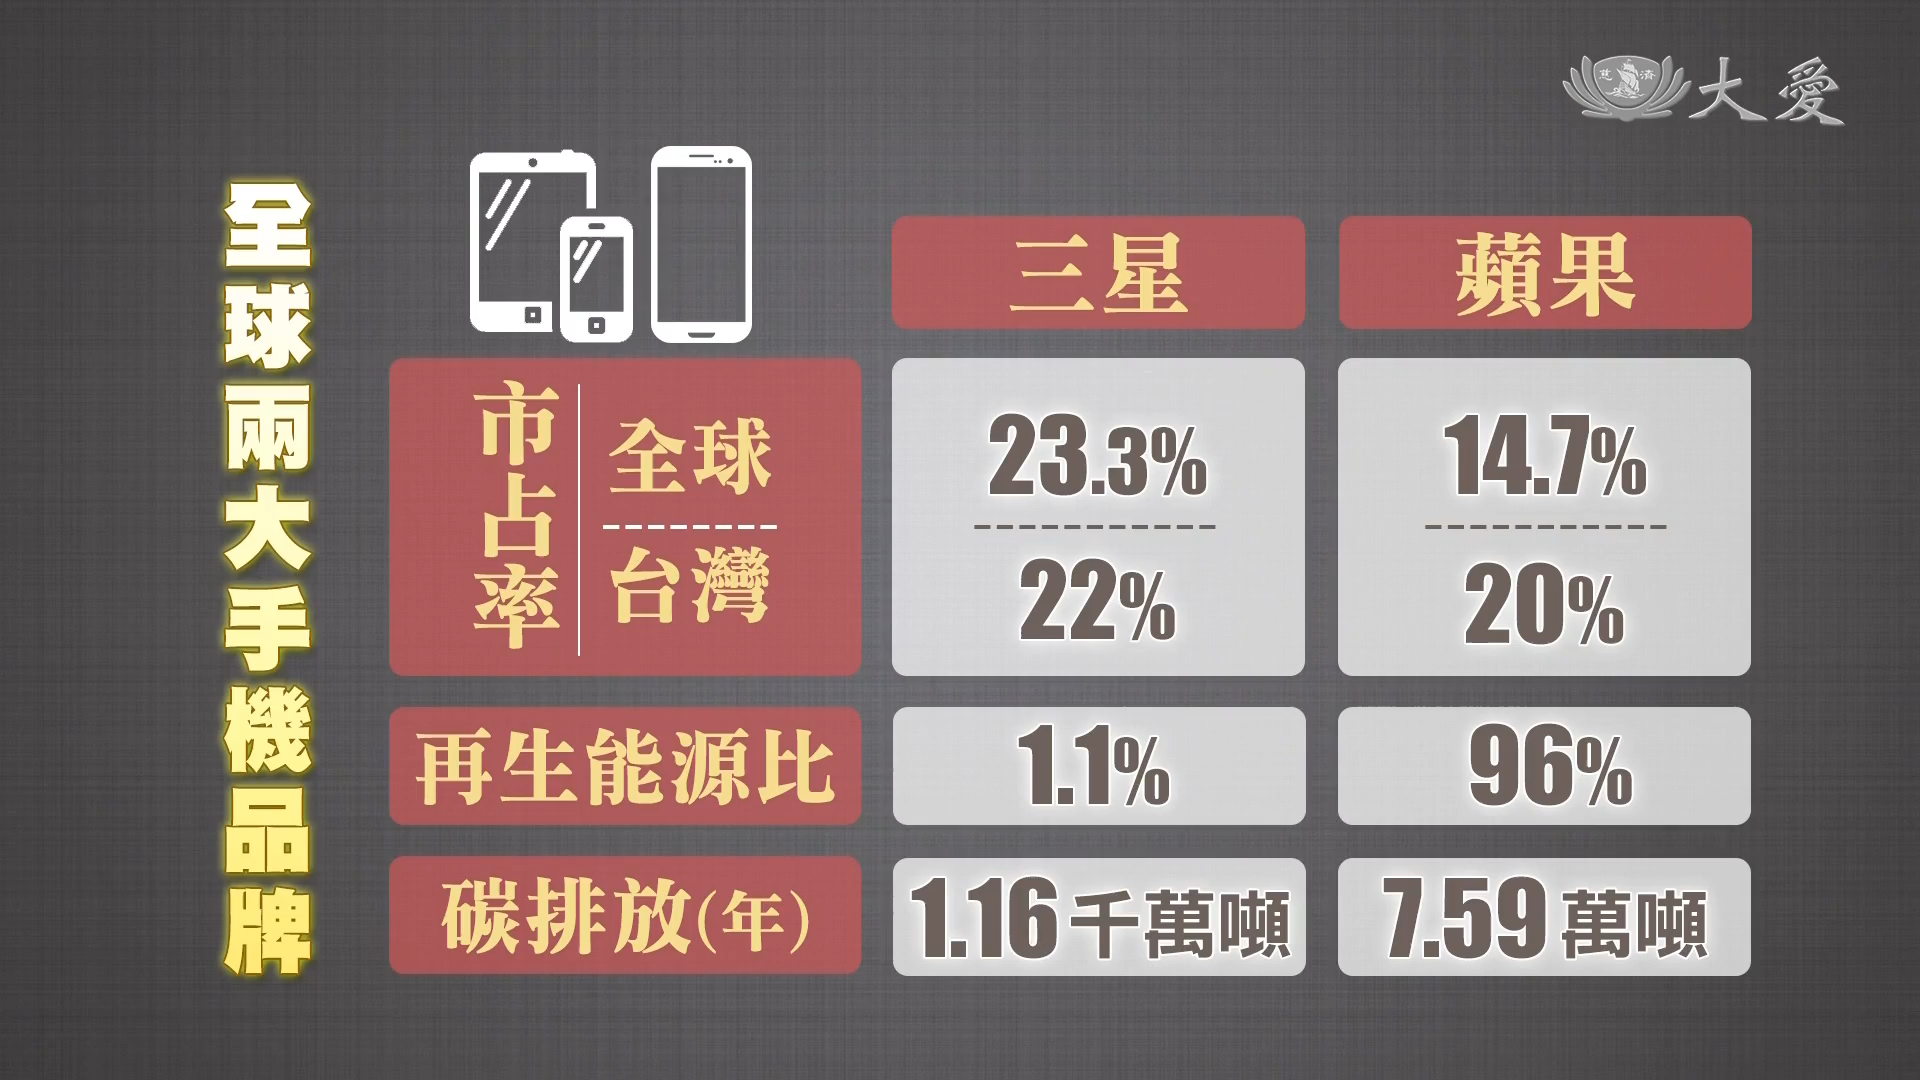 慈濟
大愛
全球兩大手機品牌
三星
蘋果
市占率
全球
23.3%
14.7%
台灣
22%
20%
再生能源比
1.1%
96%
碳排放(年)
1.16千萬噸
7.59萬噸